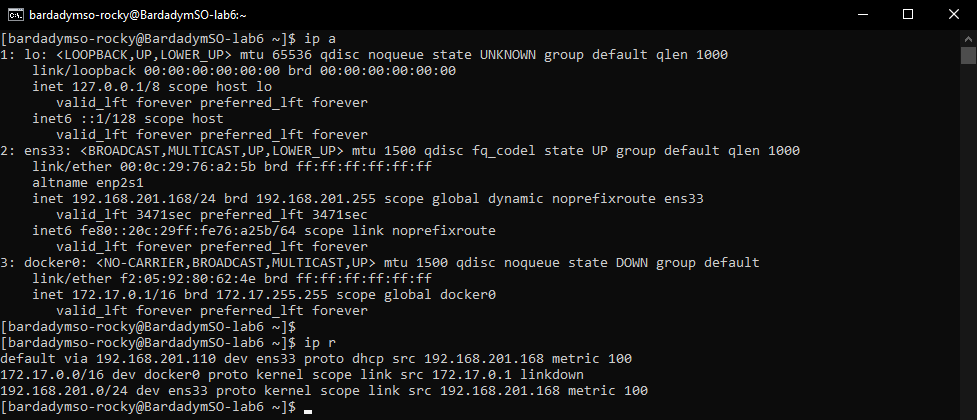 bardadymso-rocky@BardadymSO-lab6:~
[bardadymso-rocky@BardadymSO-lab6 ~]$ ip a
1: lo: <LOOPBACK,UP,LOWER_UP> mtu 65536 qdisc noqueue state UNKNOWN group default qlen 1000
    link/loopback 00:00:00:00:00:00 brd 00:00:00:00:00:00
    inet 127.0.0.1/8 scope host lo
       valid_lft forever preferred_lft forever
    inet6 ::1/128 scope host
       valid_lft forever preferred_lft forever
2: ens33: <BROADCAST,MULTICAST,UP,LOWER_UP> mtu 1500 qdisc fq_codel state UP group default qlen 1000
    link/ether 00:0c:29:76:a2:5b brd ff:ff:ff:ff:ff:ff
    altname enp2s1
    inet 192.168.201.168/24 brd 192.168.201.255 scope global dynamic noprefixroute ens33
       valid_lft 3471sec preferred_lft 3471sec
    inet6 fe80::20c:29ff:fe76:a25b/64 scope link noprefixroute
       valid_lft forever preferred_lft forever
3: docker0: <NO-CARRIER,BROADCAST,MULTICAST,UP> mtu 1500 qdisc noqueue state DOWN group default
    link/ether f2:05:92:80:62:4e brd ff:ff:ff:ff:ff:ff
    inet 172.17.0.1/16 brd 172.17.255.255 scope global docker0
       valid_lft forever preferred_lft forever
[bardadymso-rocky@BardadymSO-lab6 ~]$
[bardadymso-rocky@BardadymSO-lab6 ~]$ ip r
default via 192.168.201.110 dev ens33 proto dhcp src 192.168.201.168 metric 100
172.17.0.0/16 dev docker0 proto kernel scope link src 172.17.0.1 linkdown
192.168.201.0/24 dev ens33 proto kernel scope link src 192.168.201.168 metric 100
[bardadymso-rocky@BardadymSO-lab6 ~]$